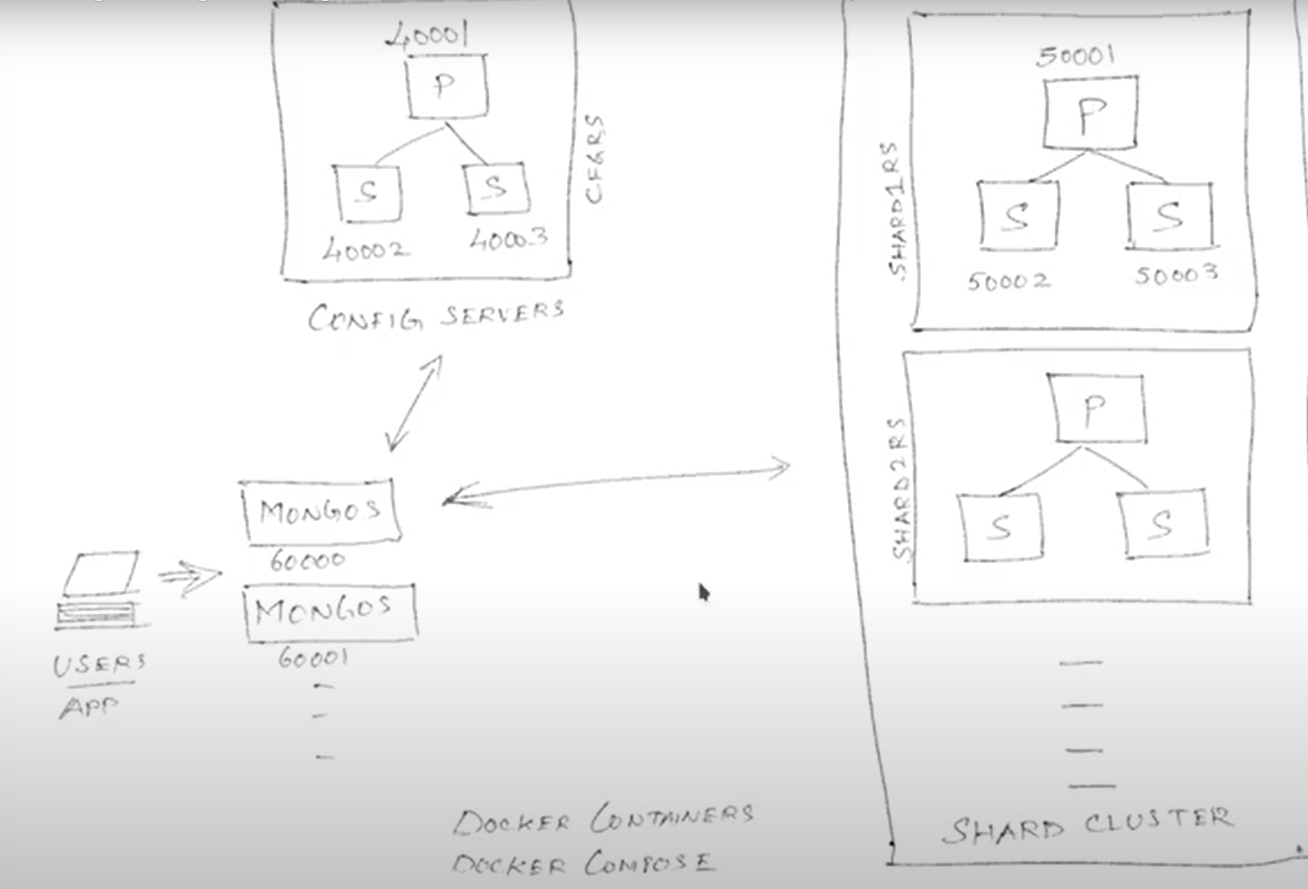 40001
P
S
S
40002
40003
CFGRS
CONFIG SERVERS
MONGOS
60000
MONGOS
60001
USERS
APP
50001
P
S
S
50002
50003
SHARD1RS
P
S
S
SHARD2RS
SHARD CLUSTER
DOCKER CONTAINERS
DOCKER COMPOSE